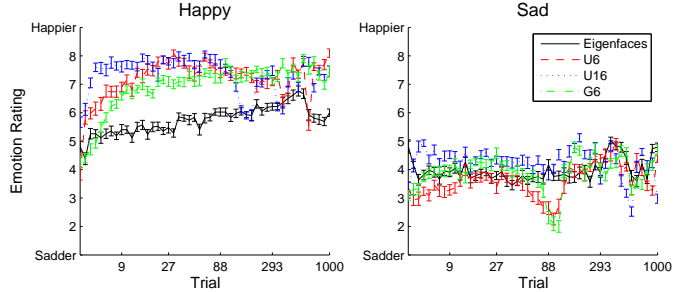 Happy
Happier
8
7
6
5
4
3
2
Sadder
Emotion Rating
9
27
88
293
1000
Trial
Sad
Happier
8
7
6
5
4
3
2
Sadder
9
27
88
293
1000
Trial
Eigenfaces
U6
U16
G6